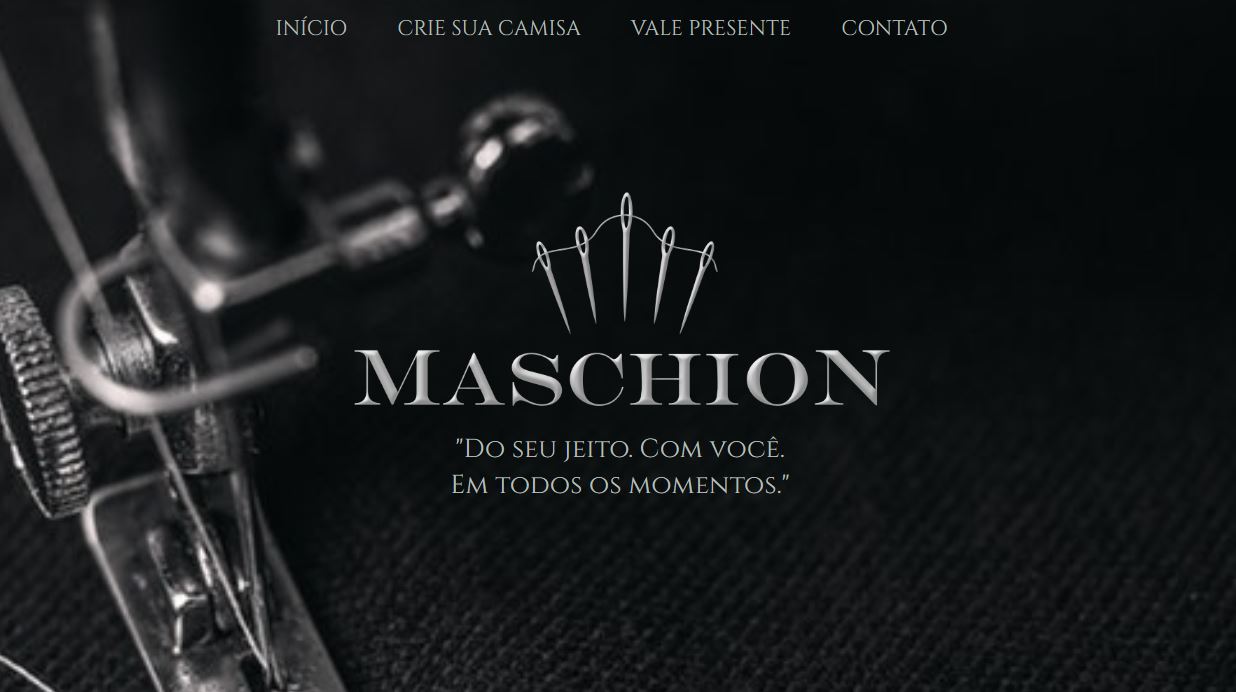 INÍCIO CRIE SUA CAMISA VALE PRESENTE CONTATO
MASCHION
"Do seu jeito. Com você.
Em todos os momentos."